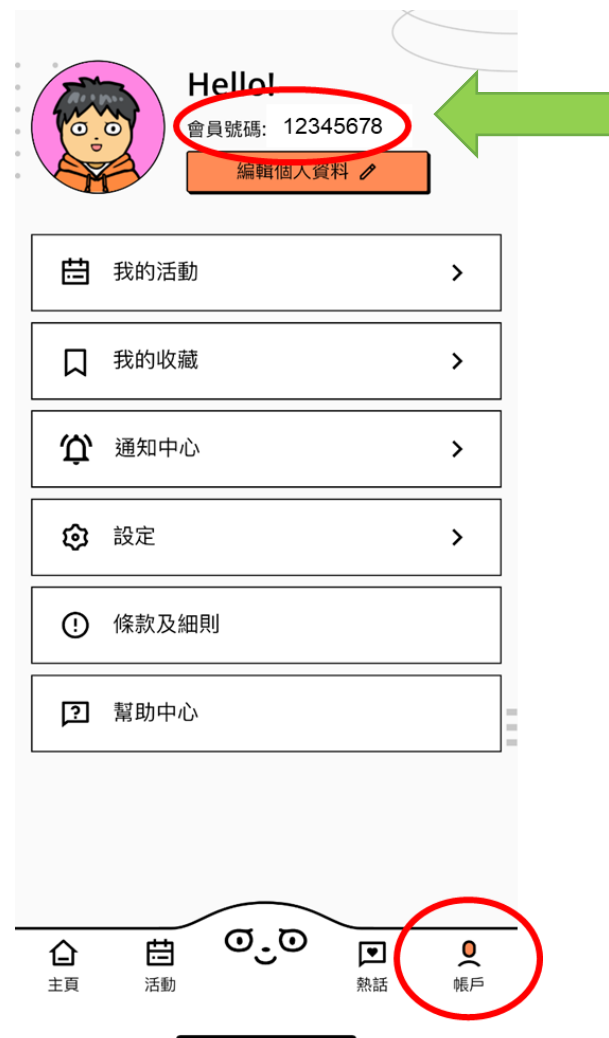 Hello!
會員號碼: 12345678
編輯個人資料
我的活動
我的收藏
通知中心
設定
條款及細則
幫助中心
主頁
活動
熱話
帳戶